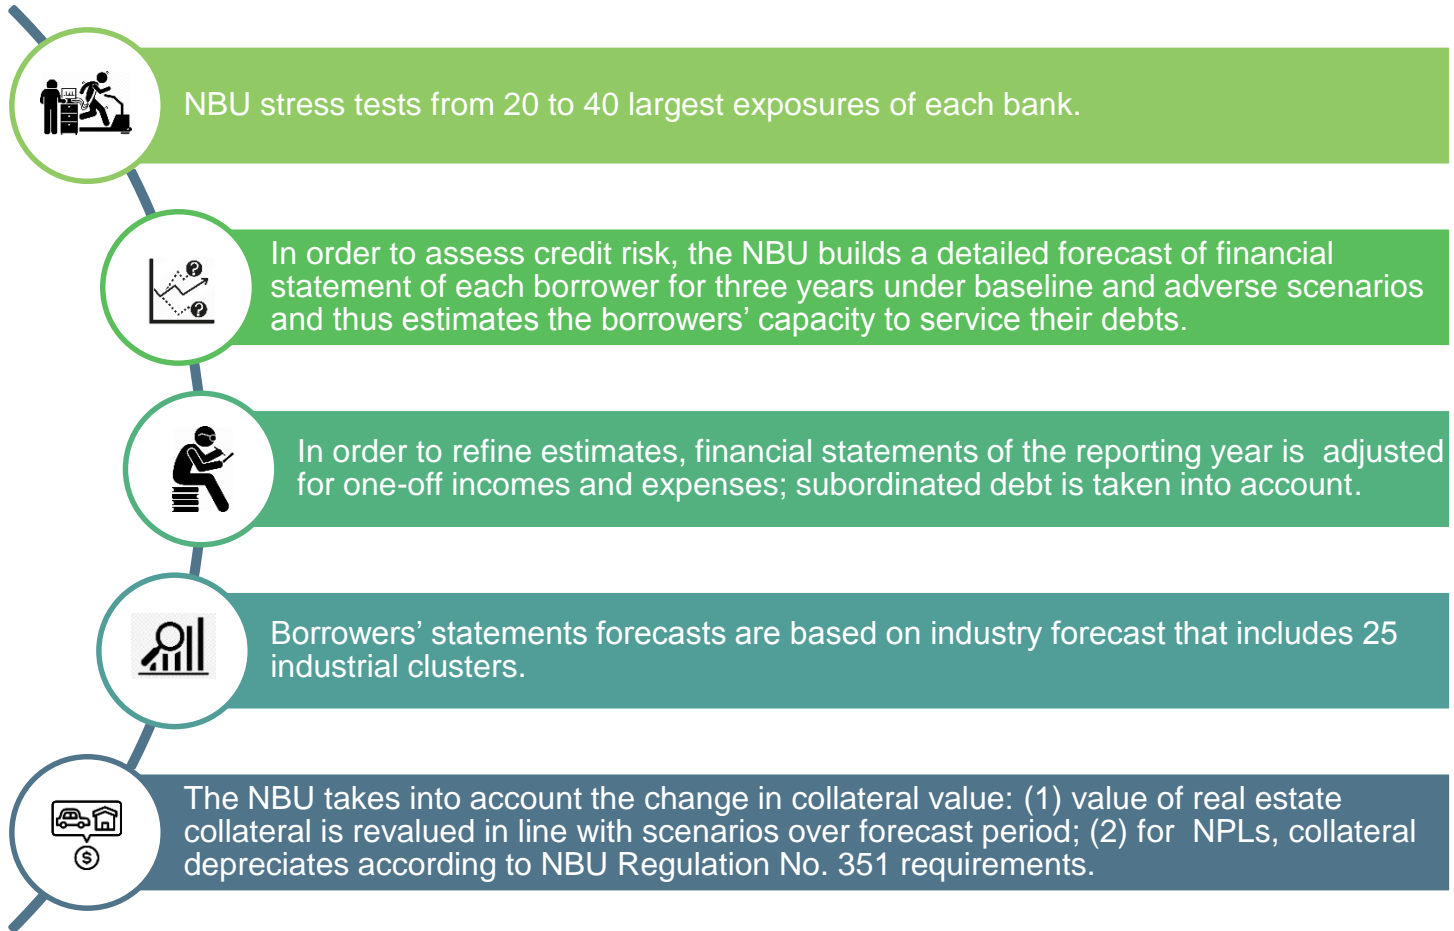 NBU stress tests from 20 to 40 largest exposures of each bank.
In order to assess credit risk, the NBU builds a detailed forecast of financial
statement of each borrower for three years under baseline and adverse scenarios
and thus estimates the borrowers’ capacity to service their debts.
In order to refine estimates, financial statements of the reporting year is  adjusted
for one-off incomes and expenses; subordinated debt is taken into account.
Borrowers’ statements forecasts are based on industry forecast that includes 25
industrial clusters.
The NBU takes into account the change in collateral value: (1) value of real estate
collateral is revalued in line with scenarios over forecast period; (2) for  NPLs, collateral
depreciates according to NBU Regulation No. 351 requirements.